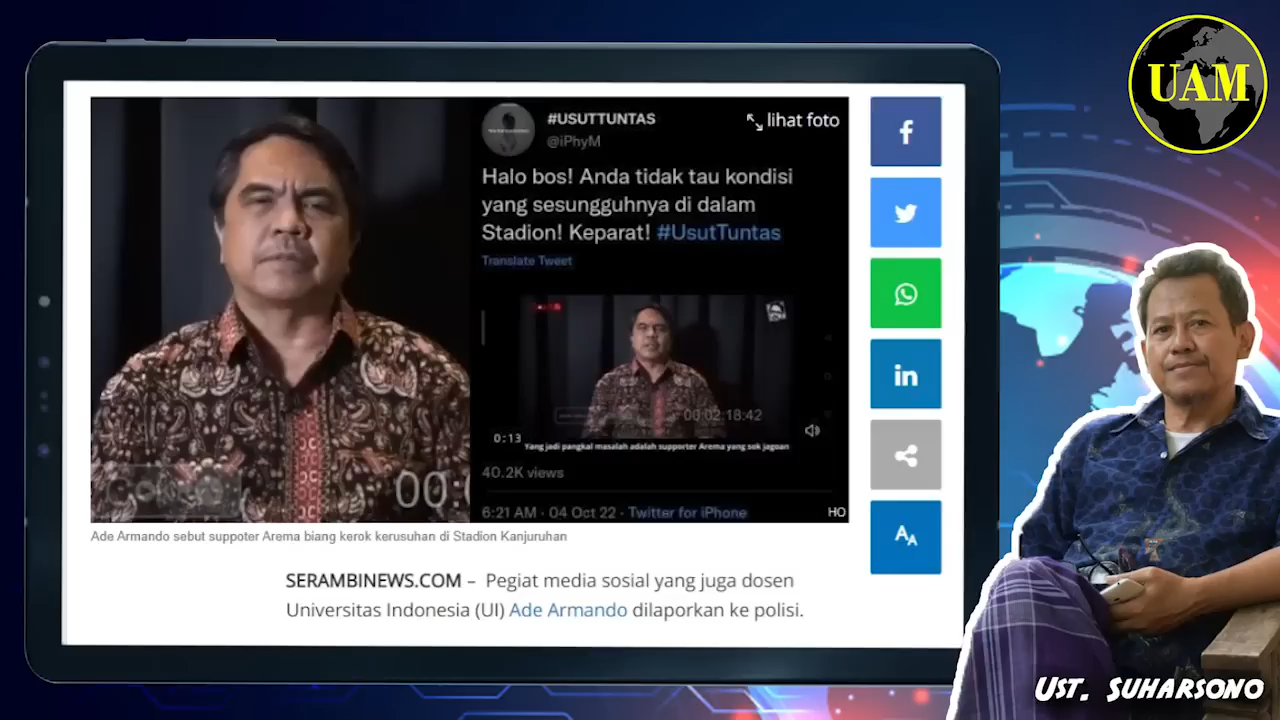 UAM
#USUTTUNTAS
@iPhyM
lihat foto
Halo bos! Anda tidak tau kondisi
yang sesungguhnya di dalam
Stadion! Keparat! #UsutTuntas
Translate Tweet
00:02:18:42
0:13
Yang jadi pangkal masalah adalah supporter Arema yang sok jagoan
40.2K views
6:21 AM · 04 Oct 22 · Twitter for iPhone
HO
00:0
Ade Armando sebut suppoter Arema biang kerok kerusuhan di Stadion Kanjuruhan
SERAMBINEWS.COM – Pegiat media sosial yang juga dosen
Universitas Indonesia (UI) Ade Armando dilaporkan ke polisi.
f
in
AA
UST. SUHARSONO